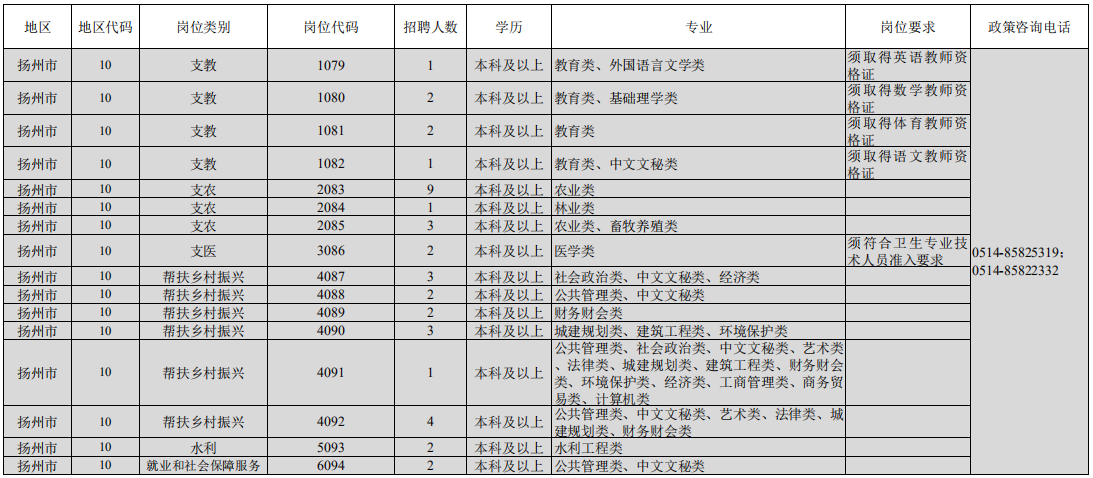 地区 地区代码 岗位类别 岗位代码 招聘人数 学历 专业 岗位要求 政策咨询电话
扬州市 10 支教 1079 1 本科及以上 教育类、外国语言文学类 须取得英语教师资
格证
扬州市 10 支教 1080 2 本科及以上 教育类、基础理学类 须取得数学教师资
格证
扬州市 10 支教 1081 2 本科及以上 教育类 须取得体育教师资
格证
扬州市 10 支教 1082 1 本科及以上 教育类、中文文秘类 须取得语文教师资
格证
扬州市 10 支农 2083 9 本科及以上 农业类
扬州市 10 支农 2084 1 本科及以上 林业类
扬州市 10 支农 2085 3 本科及以上 农业类、畜牧养殖类
扬州市 10 支医 3086 2 本科及以上 医学类 须符合卫生专业技
术人员准入要求
0514-85825319；
0514-85822332
扬州市 10 帮扶乡村振兴 4087 3 本科及以上 社会政治类、中文文秘类、经济类
扬州市 10 帮扶乡村振兴 4088 2 本科及以上 公共管理类、中文文秘类
扬州市 10 帮扶乡村振兴 4089 2 本科及以上 财务财会类
扬州市 10 帮扶乡村振兴 4090 3 本科及以上 城建规划类、建筑工程类、环境保护类
扬州市 10 帮扶乡村振兴 4091 1 本科及以上 公共管理类、社会政治类、中文文秘类、艺术类
、法律类、城建规划类、建筑工程类、财务财会
类、环境保护类、经济类、工商管理类、商务贸
易类、计算机类
扬州市 10 帮扶乡村振兴 4092 4 本科及以上 公共管理类、中文文秘类、艺术类、法律类、城
建规划类、财务财会类
扬州市 10 水利 5093 2 本科及以上 水利工程类
扬州市 10 就业和社会保障服务 6094 2 本科及以上 公共管理类、中文文秘类